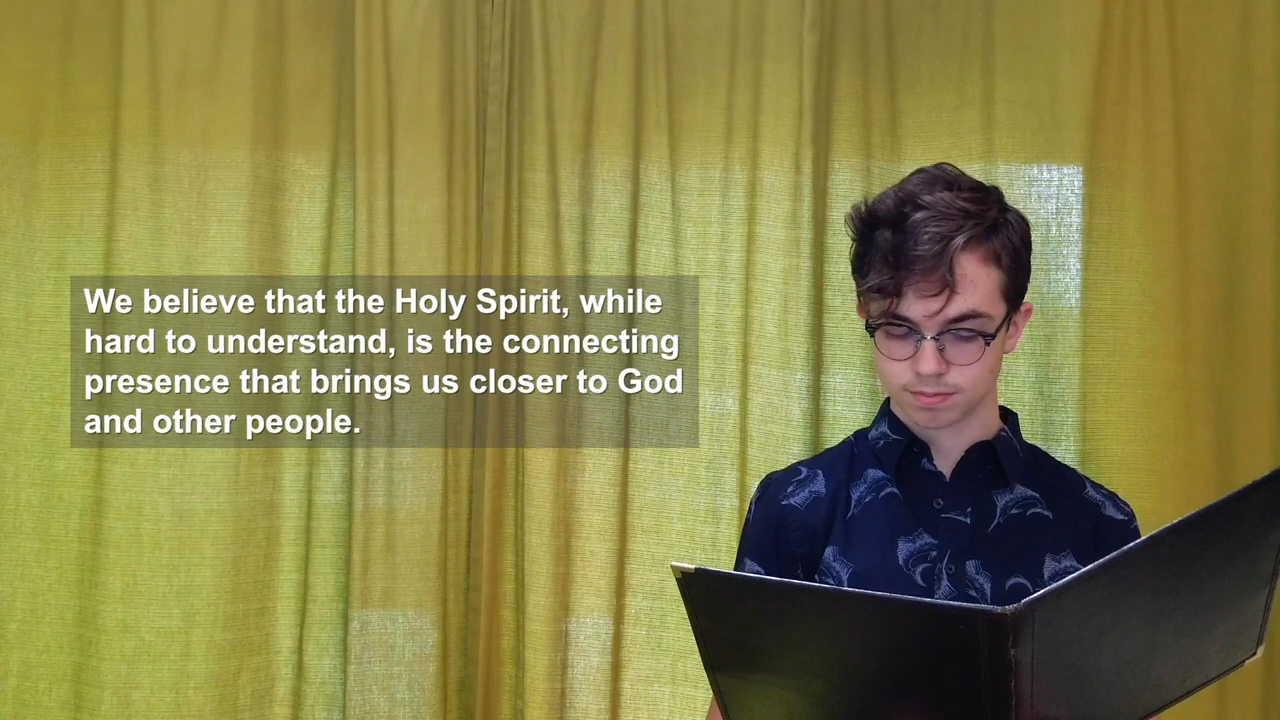 We believe that the Holy Spirit, while
hard to understand, is the connecting
presence that brings us closer to God
and other people.